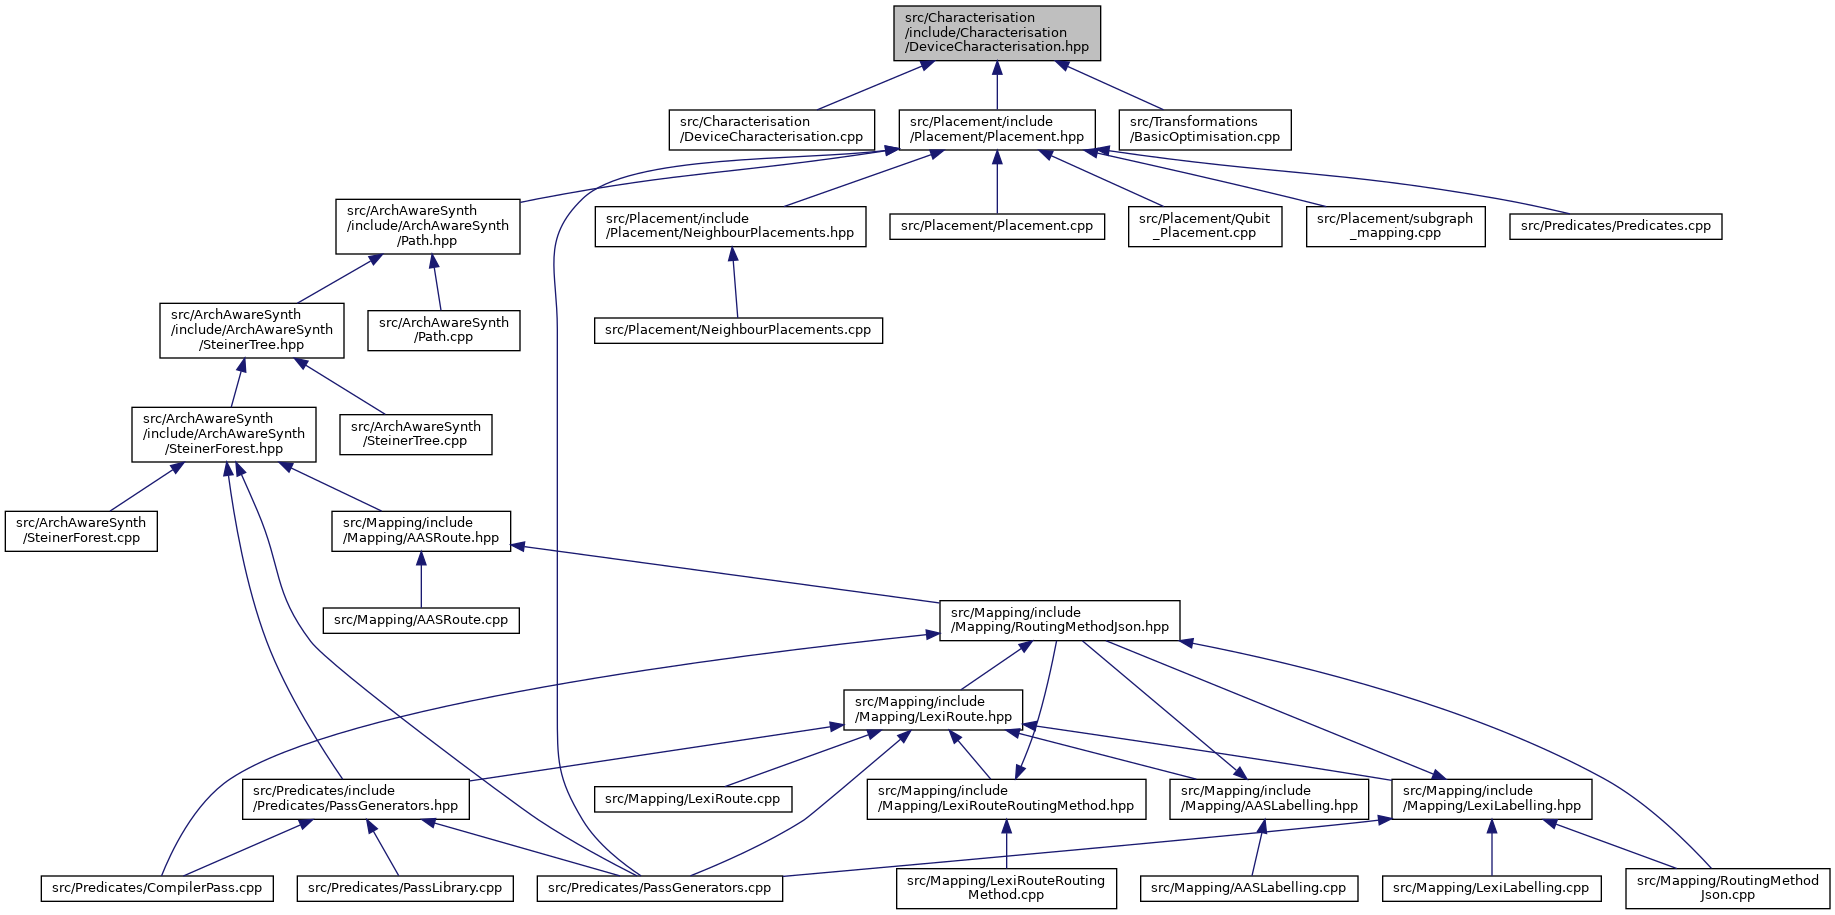 src/Characterisation
/include/Characterisation
/DeviceCharacterisation.hpp
src/Characterisation
/DeviceCharacterisation.cpp
src/Placement/include
/Placement/Placement.hpp
src/Transformations
/BasicOptimisation.cpp
src/ArchAwareSynth
/include/ArchAwareSynth
/Path.hpp
src/Placement/include
/Placement/NeighbourPlacements.hpp
src/Placement/Placement.cpp
src/Placement/Qubit
_Placement.cpp
src/Placement/subgraph
_mapping.cpp
src/Predicates/Predicates.cpp
src/ArchAwareSynth
/include/ArchAwareSynth
/SteinerTree.hpp
src/ArchAwareSynth
/Path.cpp
src/Placement/NeighbourPlacements.cpp
src/ArchAwareSynth
/include/ArchAwareSynth
/SteinerForest.hpp
src/ArchAwareSynth
/SteinerTree.cpp
src/ArchAwareSynth
/SteinerForest.cpp
src/Mapping/include
/Mapping/AASRoute.hpp
src/Mapping/AASRoute.cpp
src/Mapping/include
/Mapping/RoutingMethodJson.hpp
src/Mapping/include
/Mapping/LexiRoute.hpp
src/Predicates/include
/Predicates/PassGenerators.hpp
src/Mapping/LexiRoute.cpp
src/Mapping/include
/Mapping/LexiRouteRoutingMethod.hpp
src/Mapping/include
/Mapping/AASLabelling.hpp
src/Mapping/include
/Mapping/LexiLabelling.hpp
src/Predicates/CompilerPass.cpp
src/Predicates/PassLibrary.cpp
src/Predicates/PassGenerators.cpp
src/Mapping/LexiRouteRouting
Method.cpp
src/Mapping/AASLabelling.cpp
src/Mapping/LexiLabelling.cpp
src/Mapping/RoutingMethod
Json.cpp